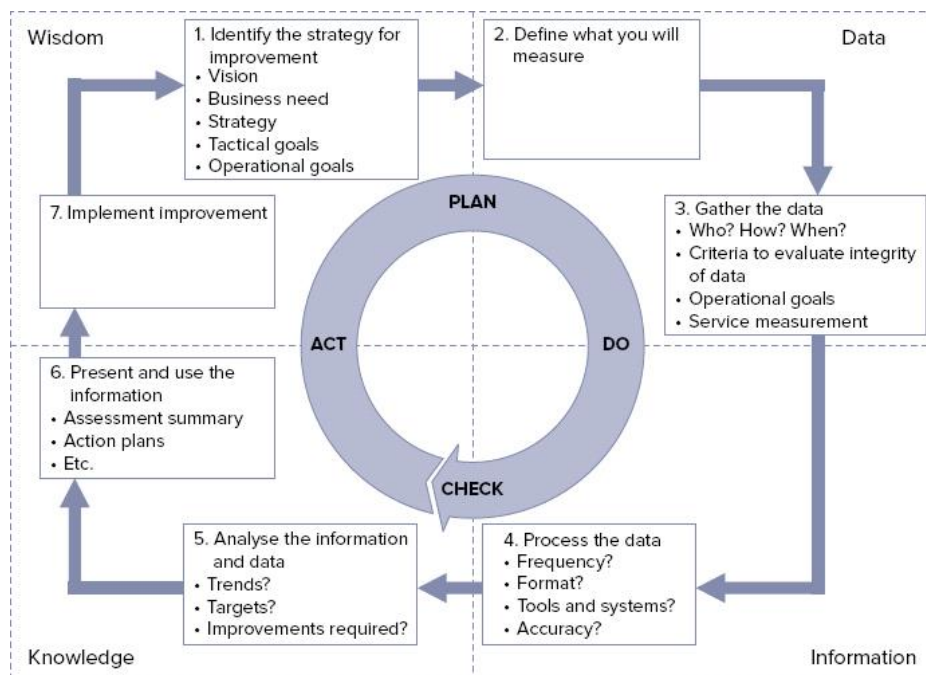 Wisdom
1. Identify the strategy for
improvement
• Vision
• Business need
• Strategy
• Tactical goals
• Operational goals
2. Define what you will
measure
Data
7. Implement improvement
PLAN
3. Gather the data
• Who? How? When?
• Criteria to evaluate integrity
of data
• Operational goals
• Service measurement
ACT
DO
6. Present and use the
information
• Assessment summary
• Action plans
• Etc.
CHECK
5. Analyse the information
and data
• Trends?
• Targets?
• Improvements required?
4. Process the data
• Frequency?
• Format?
• Tools and systems?
• Accuracy?
Knowledge
Information